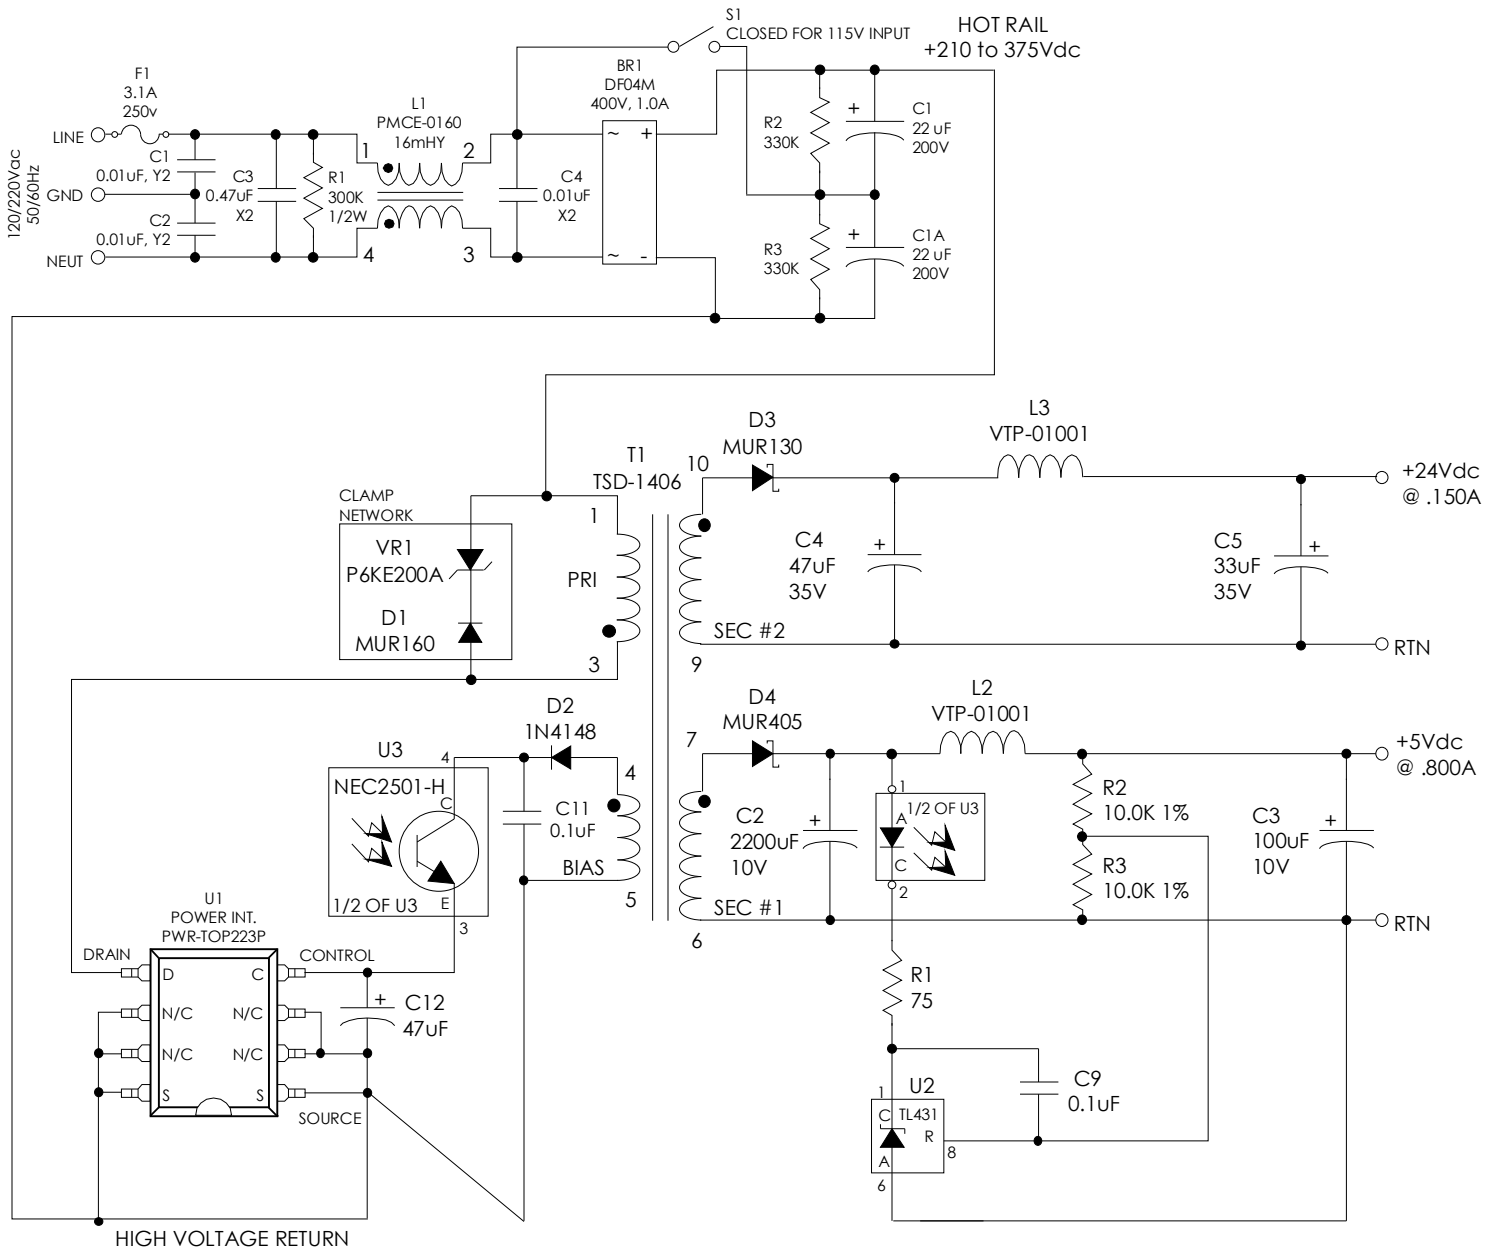 S1
CLOSED FOR 115V INPUT
HOT RAIL
+210 to 375Vdc
F1
3.1A
250v
L1
PMCE-0160
16mHY
BR1
DF04M
400V, 1.0A
120/220Vac
50/60Hz
LINE
GND
NEUT
C1
0.01uF, Y2
C2
0.01uF, Y2
C3
0.47uF
X2
R1
300K
1/2W
1
2
4
3
C4
0.01uF
X2
~
+
~
-
R2
330K
R3
330K
+
C1
22 uF
200V
+
C1A
22 uF
200V
CLAMP
NETWORK
VR1
P6KE200A
D1
MUR160
T1
TSD-1406
1
PRI
3
10
SEC #2
9
D3
MUR130
L3
VTP-01001
+24Vdc
@ .150A
C4
47uF
35V
+
C5
33uF
35V
+
RTN
D2
1N4148
U3
4
NEC2501-H
C
E
1/2 OF U3
3
C11
0.1uF
4
BIAS
5
7
SEC #1
6
D4
MUR405
L2
VTP-01001
+5Vdc
@ .800A
C2
2200uF
10V
+
1
1/2 OF U3
A
C
2
R2
10.0K 1%
R3
10.0K 1%
C3
100uF
10V
+
RTN
U1
POWER INT.
PWR-TOP223P
DRAIN
CONTROL
D
C
N/C
N/C
N/C
N/C
S
S
SOURCE
+
C12
47uF
R1
75
U2
1
C
TL431
R
A
8
6
C9
0.1uF
HIGH VOLTAGE RETURN